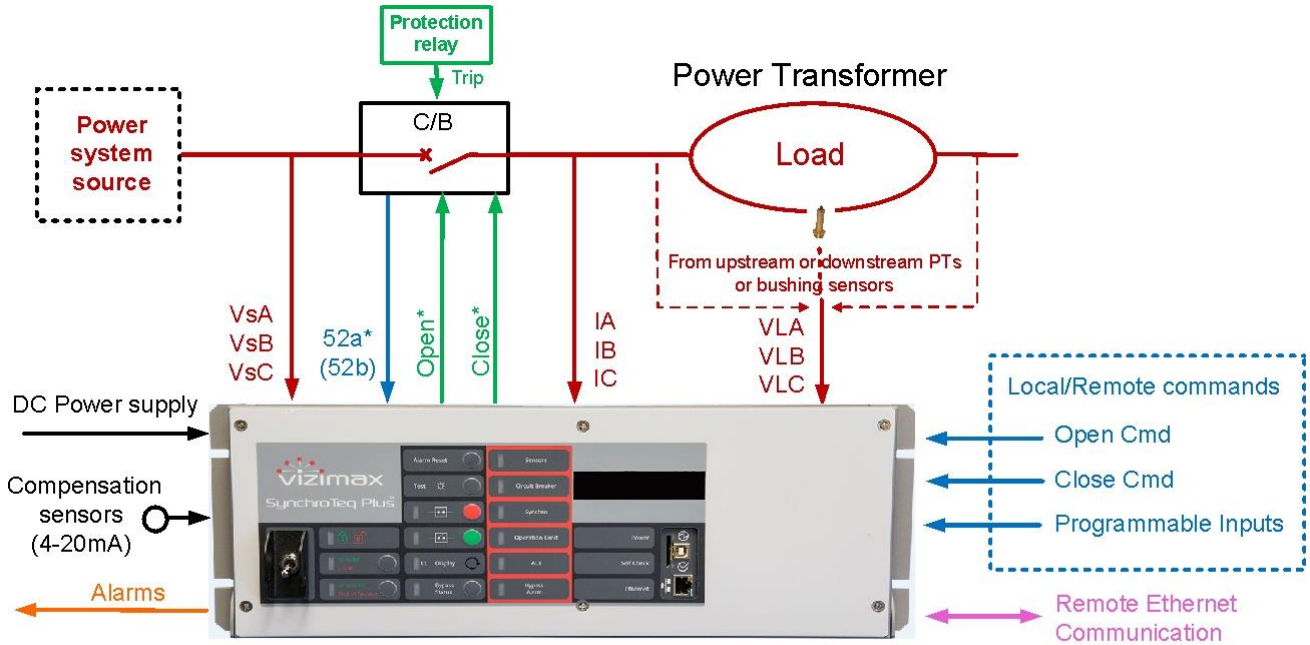 Protection
relay
Trip
Power Transformer
C/B
Power
system
source
Load
From upstream or downstream PTs
or bushing sensors
VsA
VsB
VsC
52a*
(52b)
Open*
Close*
IA
IB
IC
VLA
VLB
VLC
Local/Remote commands
Open Cmd
Close Cmd
Programmable Inputs
DC Power supply
Compensation
sensors
(4-20mA)
Alarms
Remote Ethernet
Communication
vizimax
SynchroTeq Plus
Alarm Reset
Test
Display
Bypass
Status
Sensors
Circuit Breaker
Synchro
Operation Limit
ALT
Bypass
Alarm
Power
Self Check
Ethernet